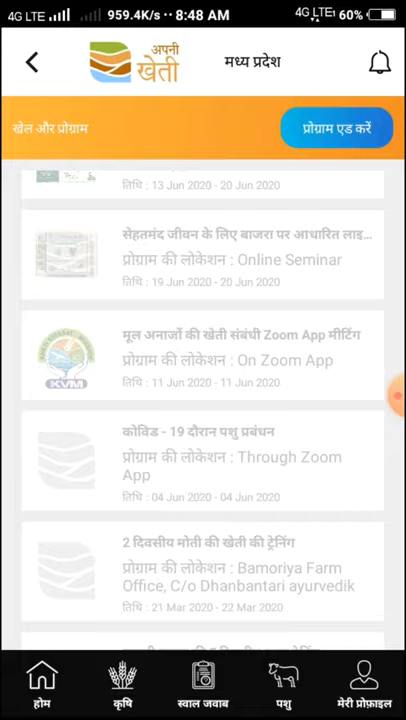 4G LTE 959.4K/s ·· 8:48 AM 4G LTE 60%
अपनी
खेती
मध्य प्रदेश
खेल और प्रोग्राम
प्रोग्राम एड करें
तिथि : 13 Jun 2020 - 20 Jun 2020
सेहतमंद जीवन के लिए बाजरा पर आधारित लाइ...
प्रोग्राम की लोकेशन : Online Seminar
तिथि : 19 Jun 2020 - 20 Jun 2020
मूल अनाजों की खेती संबंधी Zoom App मीटिंग
प्रोग्राम की लोकेशन : On Zoom App
तिथि : 11 Jun 2020 - 11 Jun 2020
KVM
कोविड - 19 दौरान पशु प्रबंधन
प्रोग्राम की लोकेशन : Through Zoom
App
तिथि : 04 Jun 2020 - 04 Jun 2020
2 दिवसीय मोती की खेती की ट्रेनिंग
प्रोग्राम की लोकेशन : Bamoriya Farm
Office, C/o Dhanbantari ayurvedik
तिथि : 21 Mar 2020 - 22 Mar 2020
होम
कृषि
स्वाल जवाब
पशु
मेरी प्रोफ़ाइल